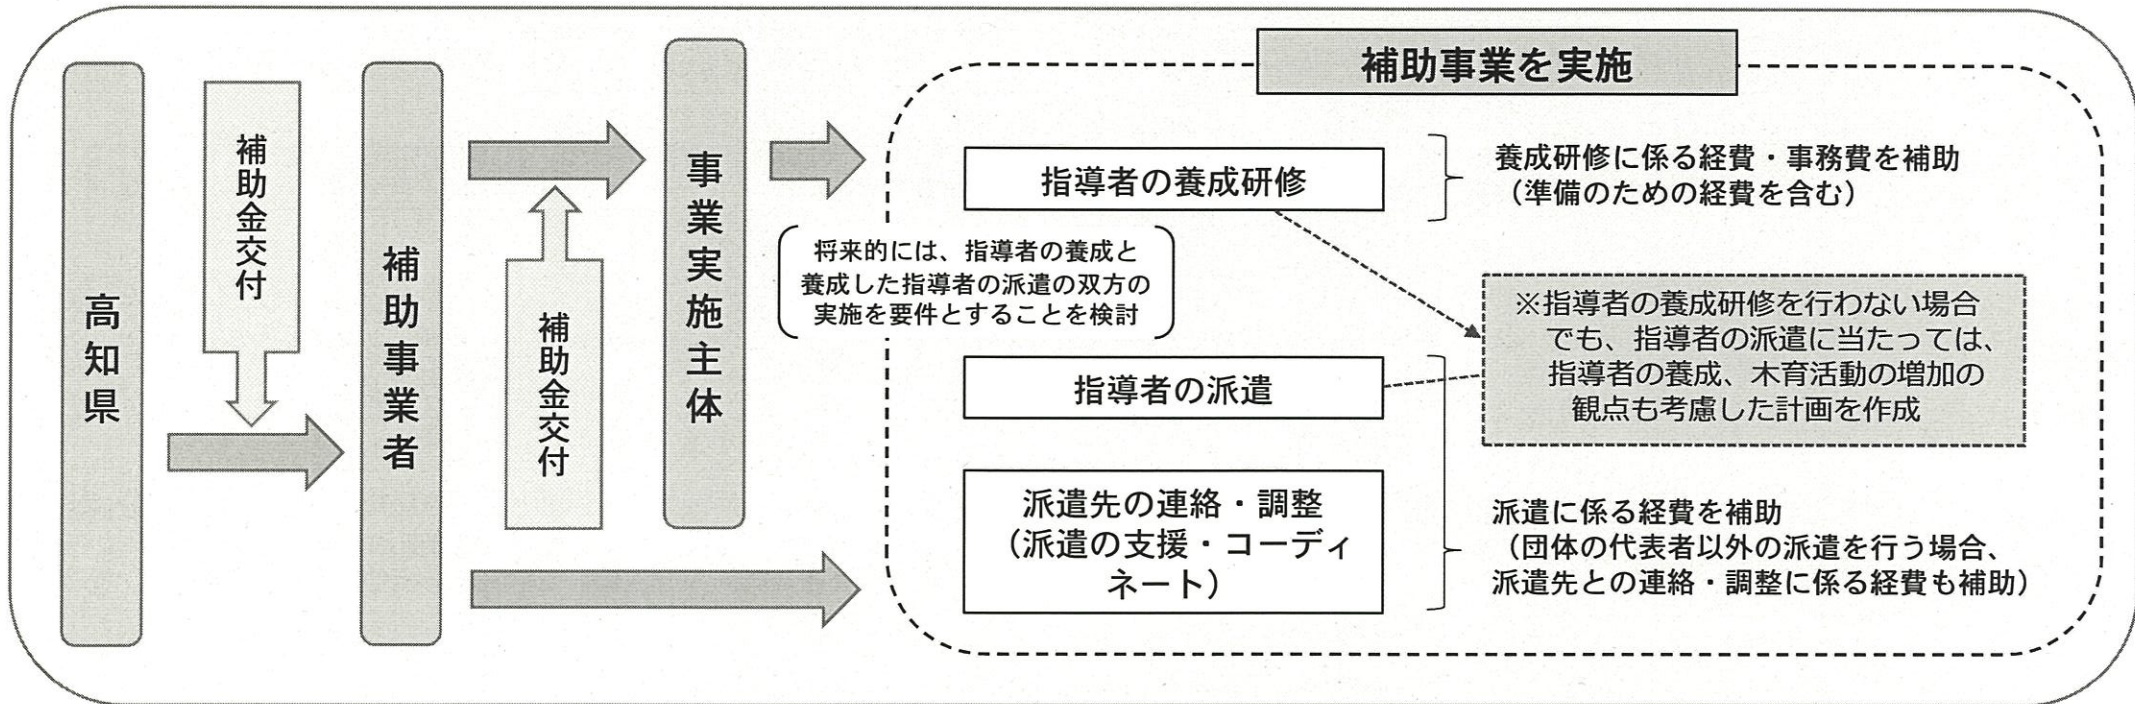 高知県
補助金交付
補助事業者
補助金交付
事業実施主体
補助事業を実施
指導者の養成研修
養成研修に係る経費・事務費を補助
（準備のための経費を含む）
将来的には、指導者の養成と
養成した指導者の派遣の双方の
実施を要件とすることを検討
※指導者の養成研修を行わない場合
でも、指導者の派遣に当たっては、
指導者の養成、木育活動の増加の
観点も考慮した計画を作成
指導者の派遣
派遣先の連絡・調整
（派遣の支援・コーディ
ネート）
派遣に係る経費を補助
（団体の代表者以外の派遣を行う場合、
派遣先との連絡・調整に係る経費も補助）